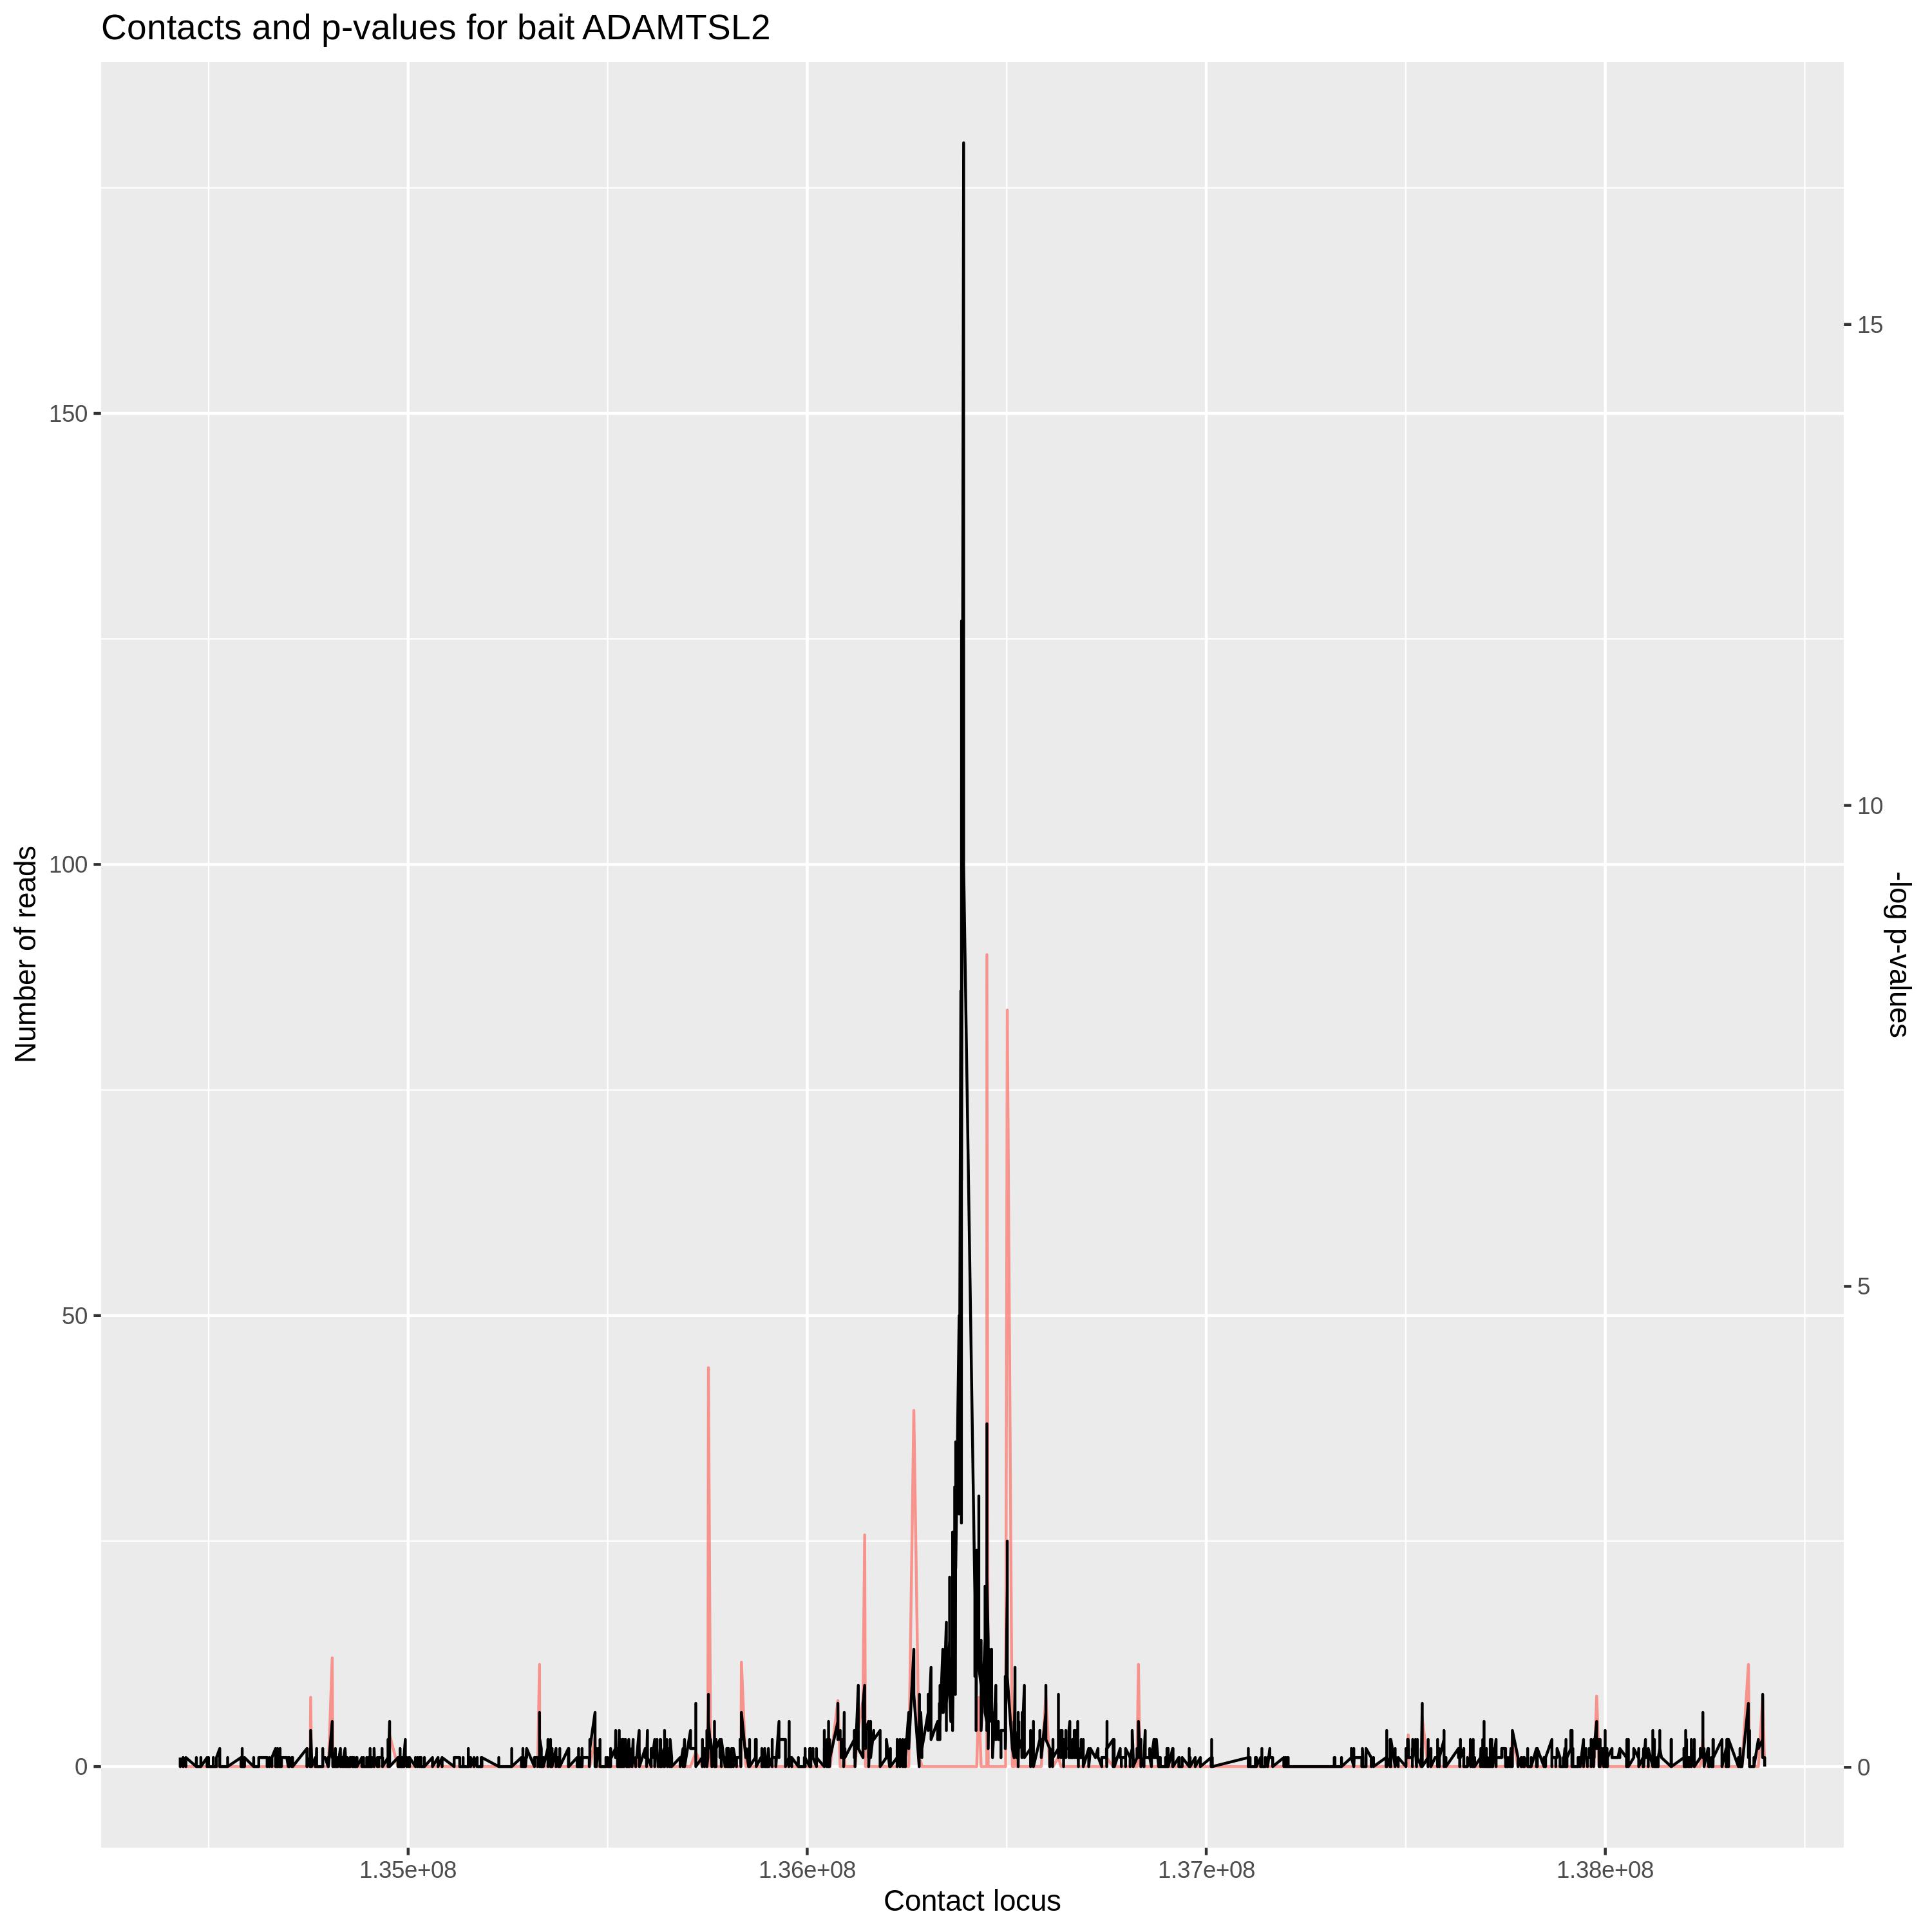 Contacts and p-values for bait ADAMTSL2
150
100
50
0
Number of reads
15
10
5
0
-log p-values
1.35e+08
1.36e+08
1.37e+08
1.38e+08
Contact locus